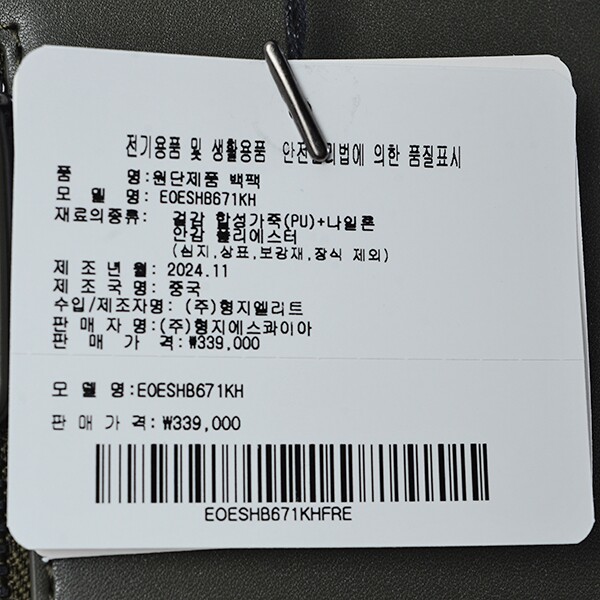 전기용품 및 생활용품 안전관리법에 의한 품질표시
품 명:원단제품 백팩
모 델 명: EOESHB671KH
재료의종류: 겉감 합성가죽(PU)+나일론
안감 폴리에스터
(심지,상표,보강재,장식 제외)
제 조 년 월: 2024.11
제 조 국 명: 중국
수입/제조자명: (주)형지엘리트
판 매 자 명:(주)형지에스콰이아
판 매 가 격:₩339,000
모 델 명:EOESHB671KH
판 매 가 격: ₩339,000
EOESHB671KHFRE